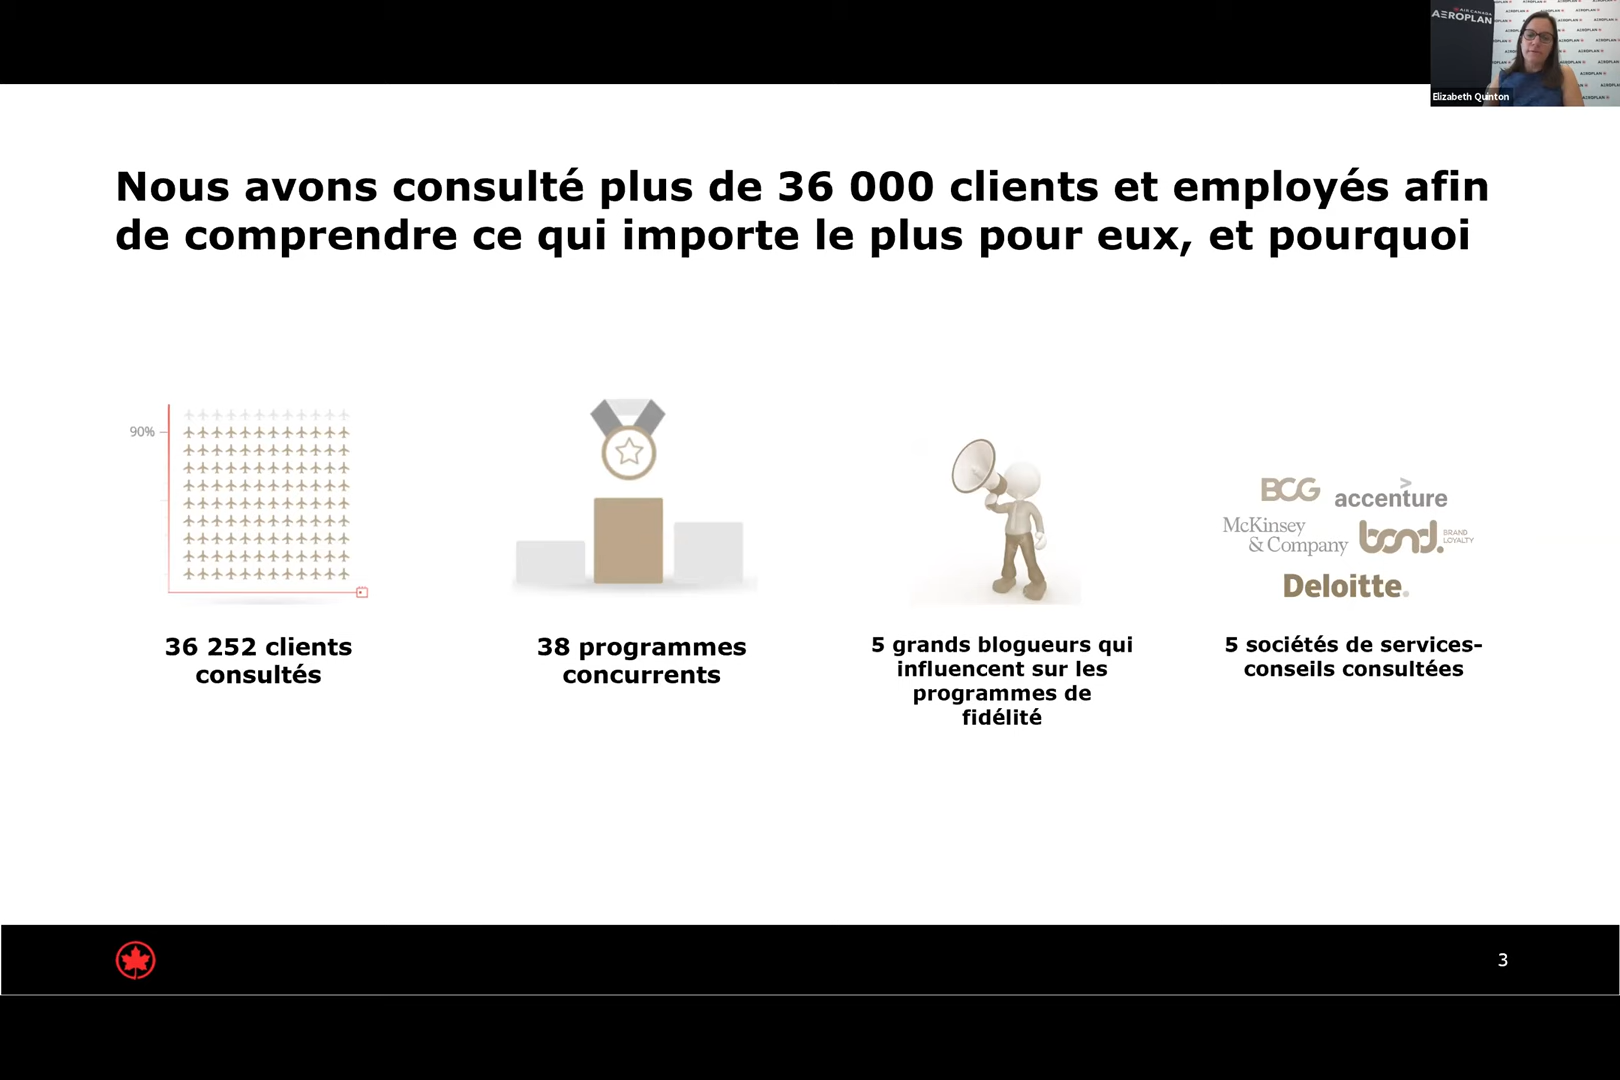 AIR CANADA
AEROPLAN
Elizabeth Quinton
Nous avons consulté plus de 36 000 clients et employés afin
de comprendre ce qui importe le plus pour eux, et pourquoi
90%
36 252 clients
consultés
38 programmes
concurrents
5 grands blogueurs qui
influencent sur les
programmes de
fidélité
BCG
accenture
McKinsey
& Company
bond.
BRAND
LOYALTY
Deloitte.
5 sociétés de services-
conseils consultées
3